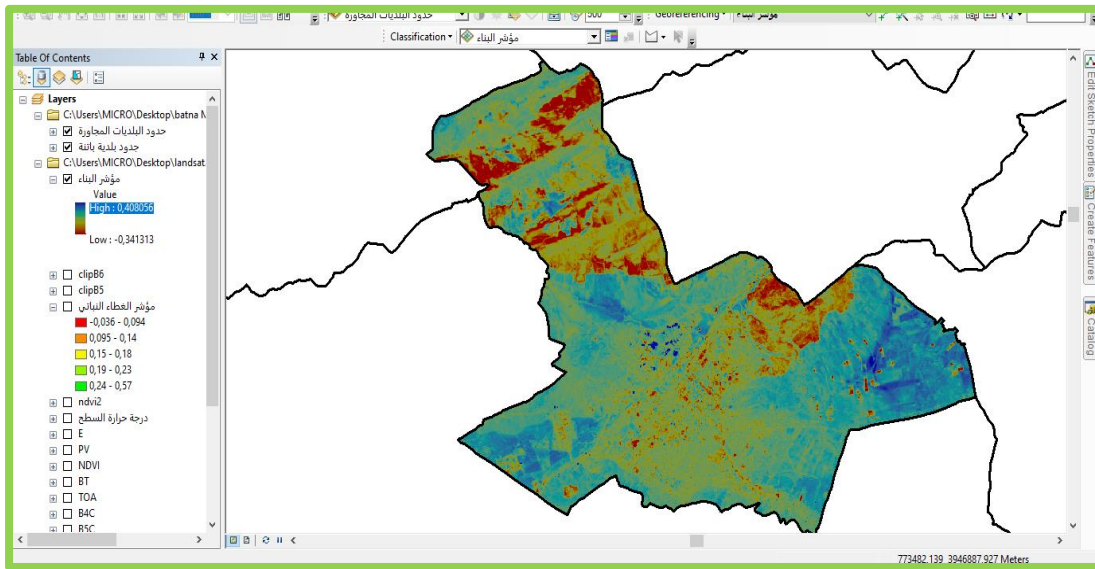 حدود البلديات المجاورة
500
Georeferencing
مؤشر البناء
Classification
مؤشر البناء
Table Of Contents
Layers
C:\Users\MICRO\Desktop\batna
حدود البلديات المجاورة
حدود بلدية باتنة
C:\Users\MICRO\Desktop\landsat
مؤشر البناء
Value
High : 0,408056
Low : -0,341313
clipB6
clipB5
مؤشر الغطاء النباتي
-0,036 - 0,094
0,095 - 0,14
0,15 - 0,18
0,19 - 0,23
0,24 - 0,57
ndvi2
درجة حرارة السطح
E
PV
NDVI
BT
TOA
B4C
B5C
Edit Sketch Properties
Create Features
Catalog
773482.139 3946887.927 Meters